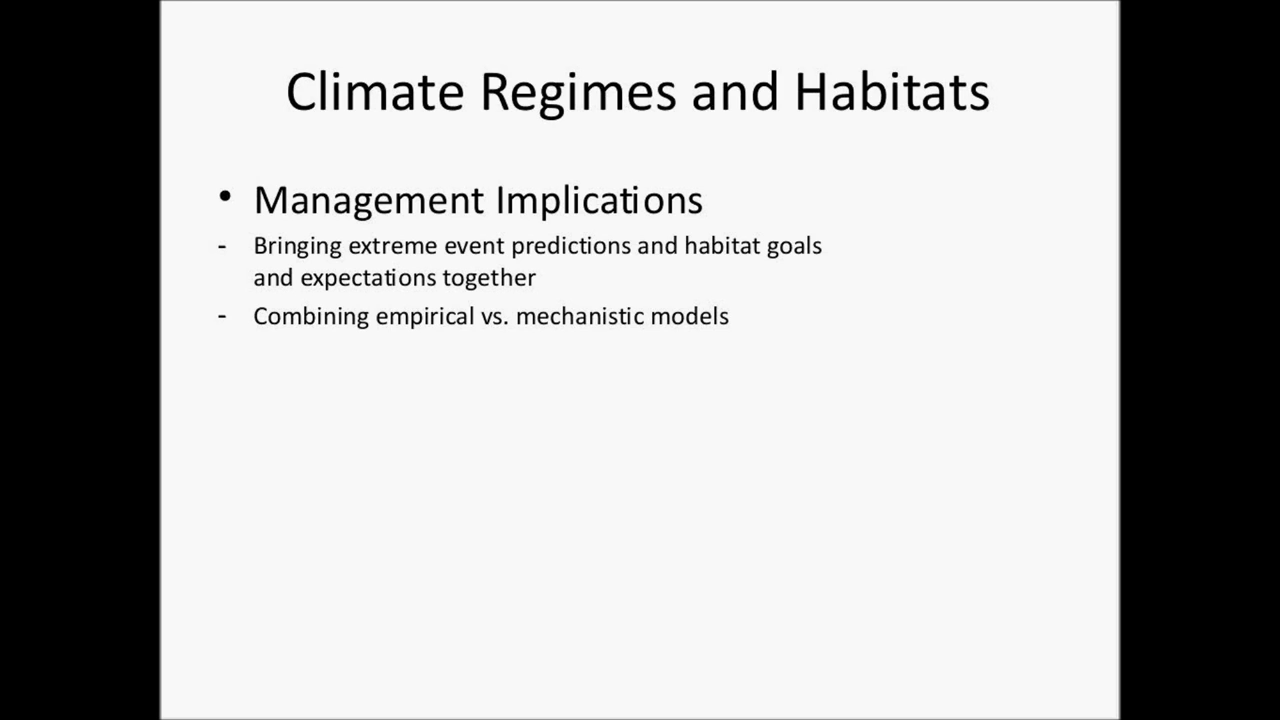 Climate Regimes and Habitats
• Management Implications
- Bringing extreme event predictions and habitat goals
and expectations together
- Combining empirical vs. mechanistic models